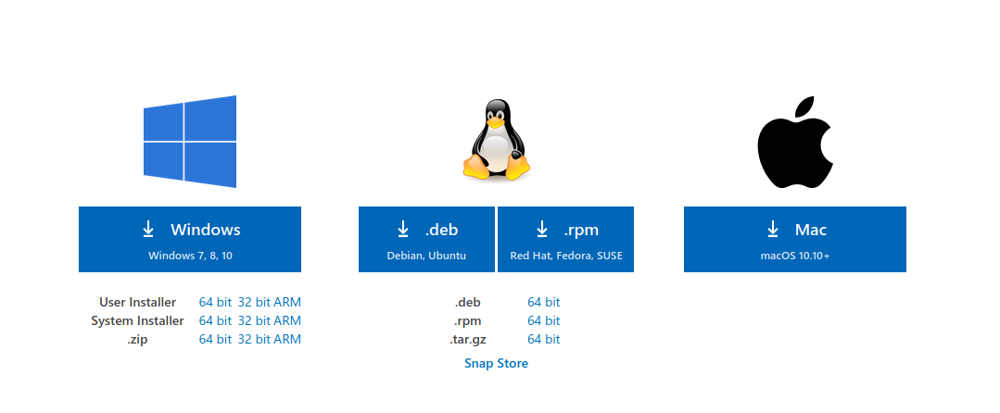 Windows
Windows 7, 8, 10
User Installer 64 bit 32 bit ARM
System Installer 64 bit 32 bit ARM
.zip 64 bit 32 bit ARM
.deb
Debian, Ubuntu
.rpm
Red Hat, Fedora, SUSE
.deb 64 bit
.rpm 64 bit
.tar.gz 64 bit
Snap Store
Mac
macOS 10.10+